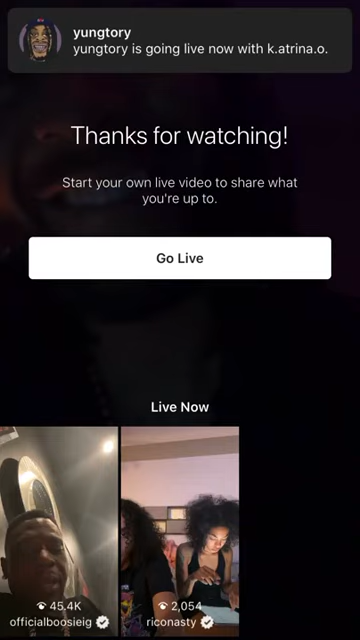 yungtory
yungtory is going live now with k.atrina.o.
Thanks for watching!
Start your own live video to share what
you're up to.
Go Live
Live Now
45.4K
officialboosieig
2,054
riconasty